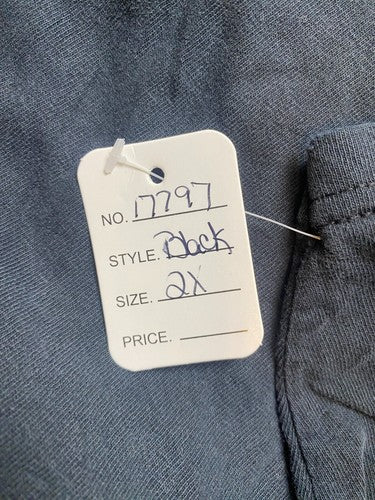 NO. 17797
STYLE. Black
SIZE. 2X
PRICE.